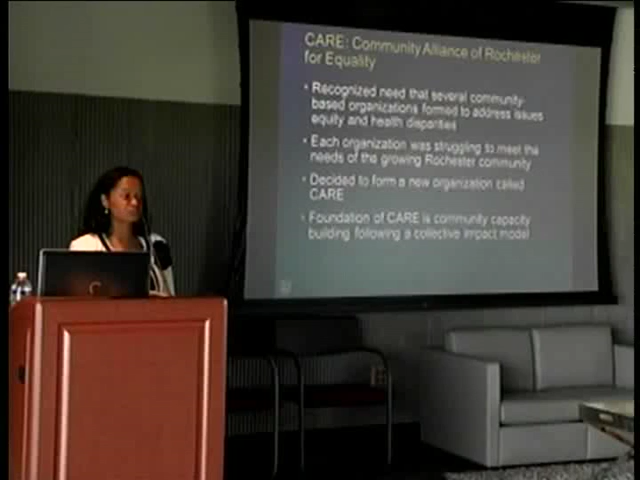 CARE: Community Alliance of Rochester
for Equality
• Recognized need that several community-
based organizations formed to address issues
equity and health disparities
• Each organization was struggling to meet the
needs of the growing Rochester community
• Decided to form a new organization called
CARE
• Foundation of CARE is community capacity
building following a collective impact model